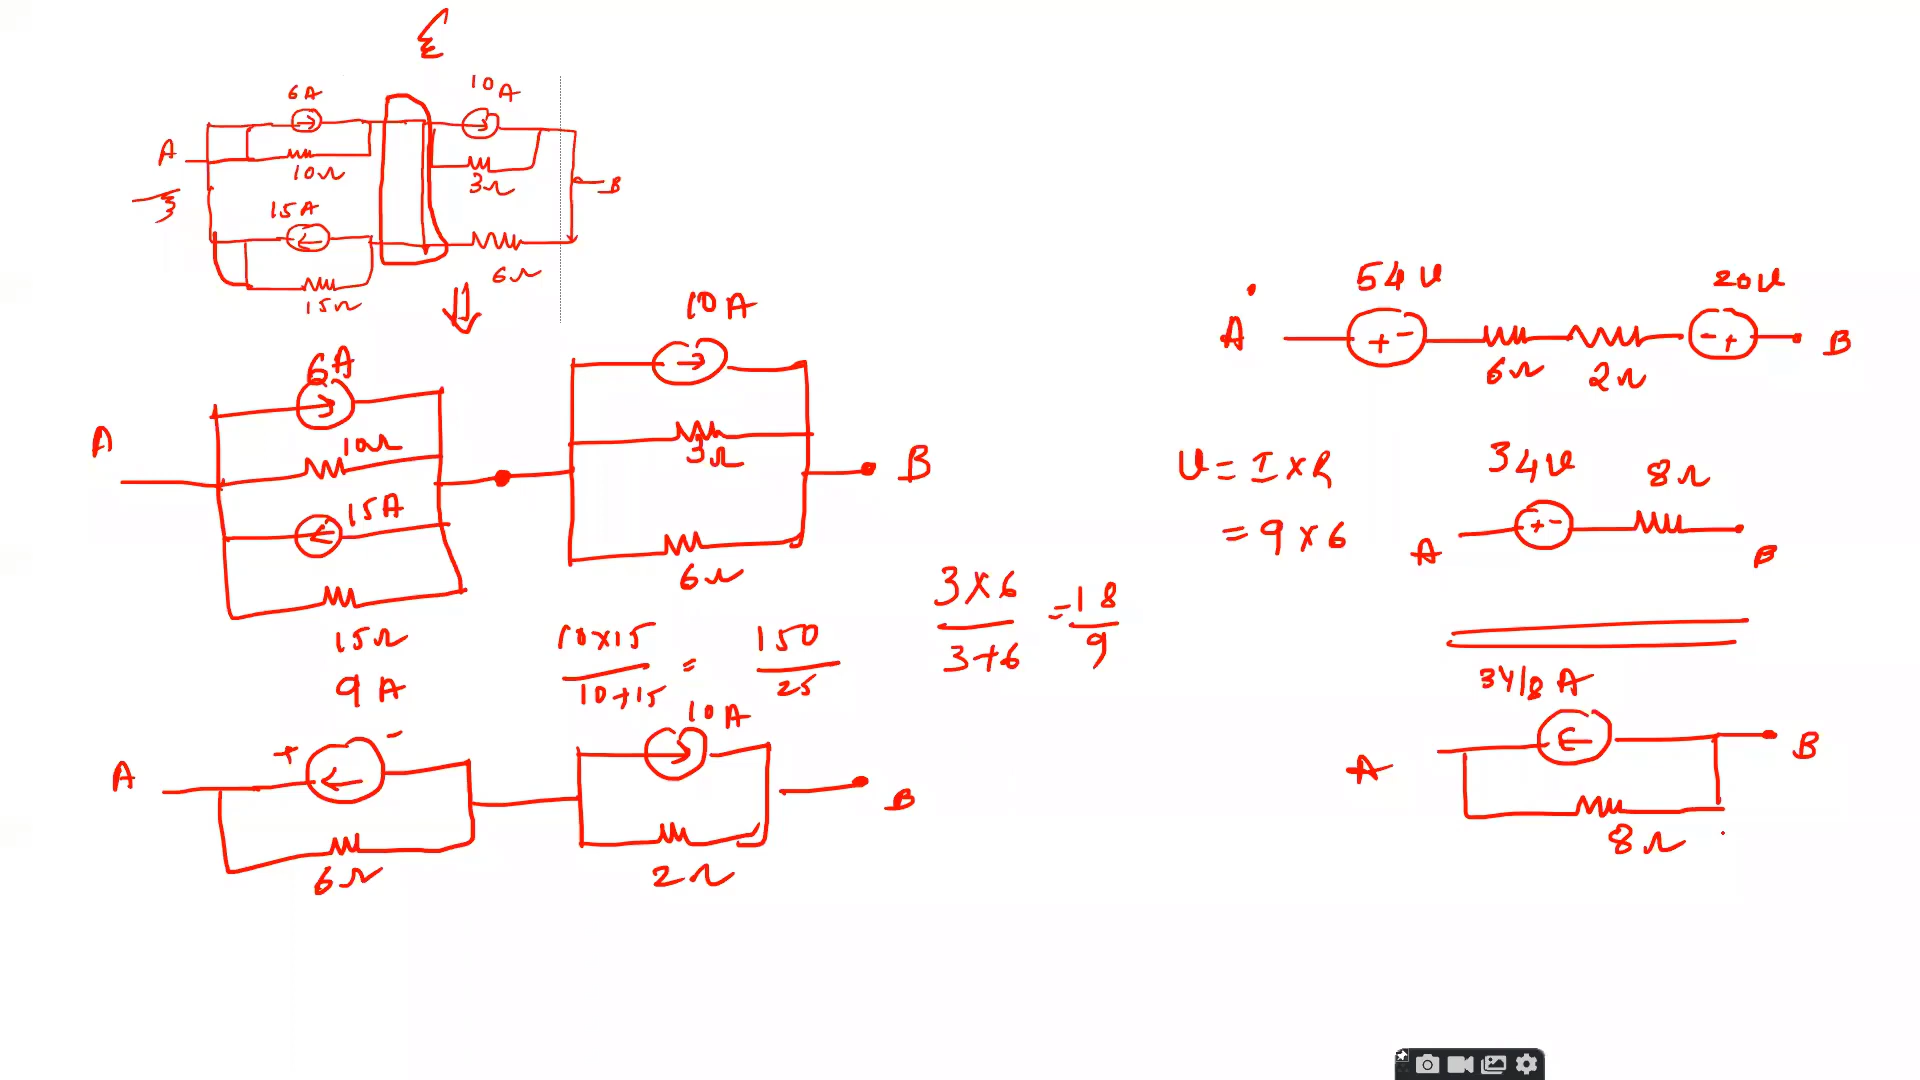 6A
10A
A
10Ω
3Ω
B
15A
6Ω
15Ω
10A
6A
A
10Ω
3Ω
B
15A
6Ω
15Ω
10×15 / 10+15 = 150 / 25
3×6 / 3+6 = 18 / 9
9A
10A
A
+ -
B
6Ω
2Ω
54V
20V
A
+ -
- +
B
6Ω
2Ω
V = I × R
= 9 × 6
34V
8Ω
A
+ -
B
34/8 A
A
B
8Ω